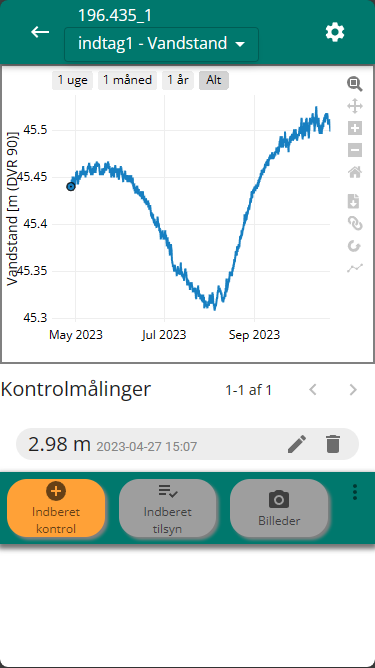 196.435_1
indtag1 - Vandstand
1 uge 1 måned 1 år Alt
Vandstand [m (DVR 90)]
45.5
45.45
45.4
45.35
45.3
May 2023 Jul 2023 Sep 2023
Kontrolmålinger 1-1 af 1
2.98 m 2023-04-27 15:07
Indberet kontrol
Indberet tilsyn
Billeder